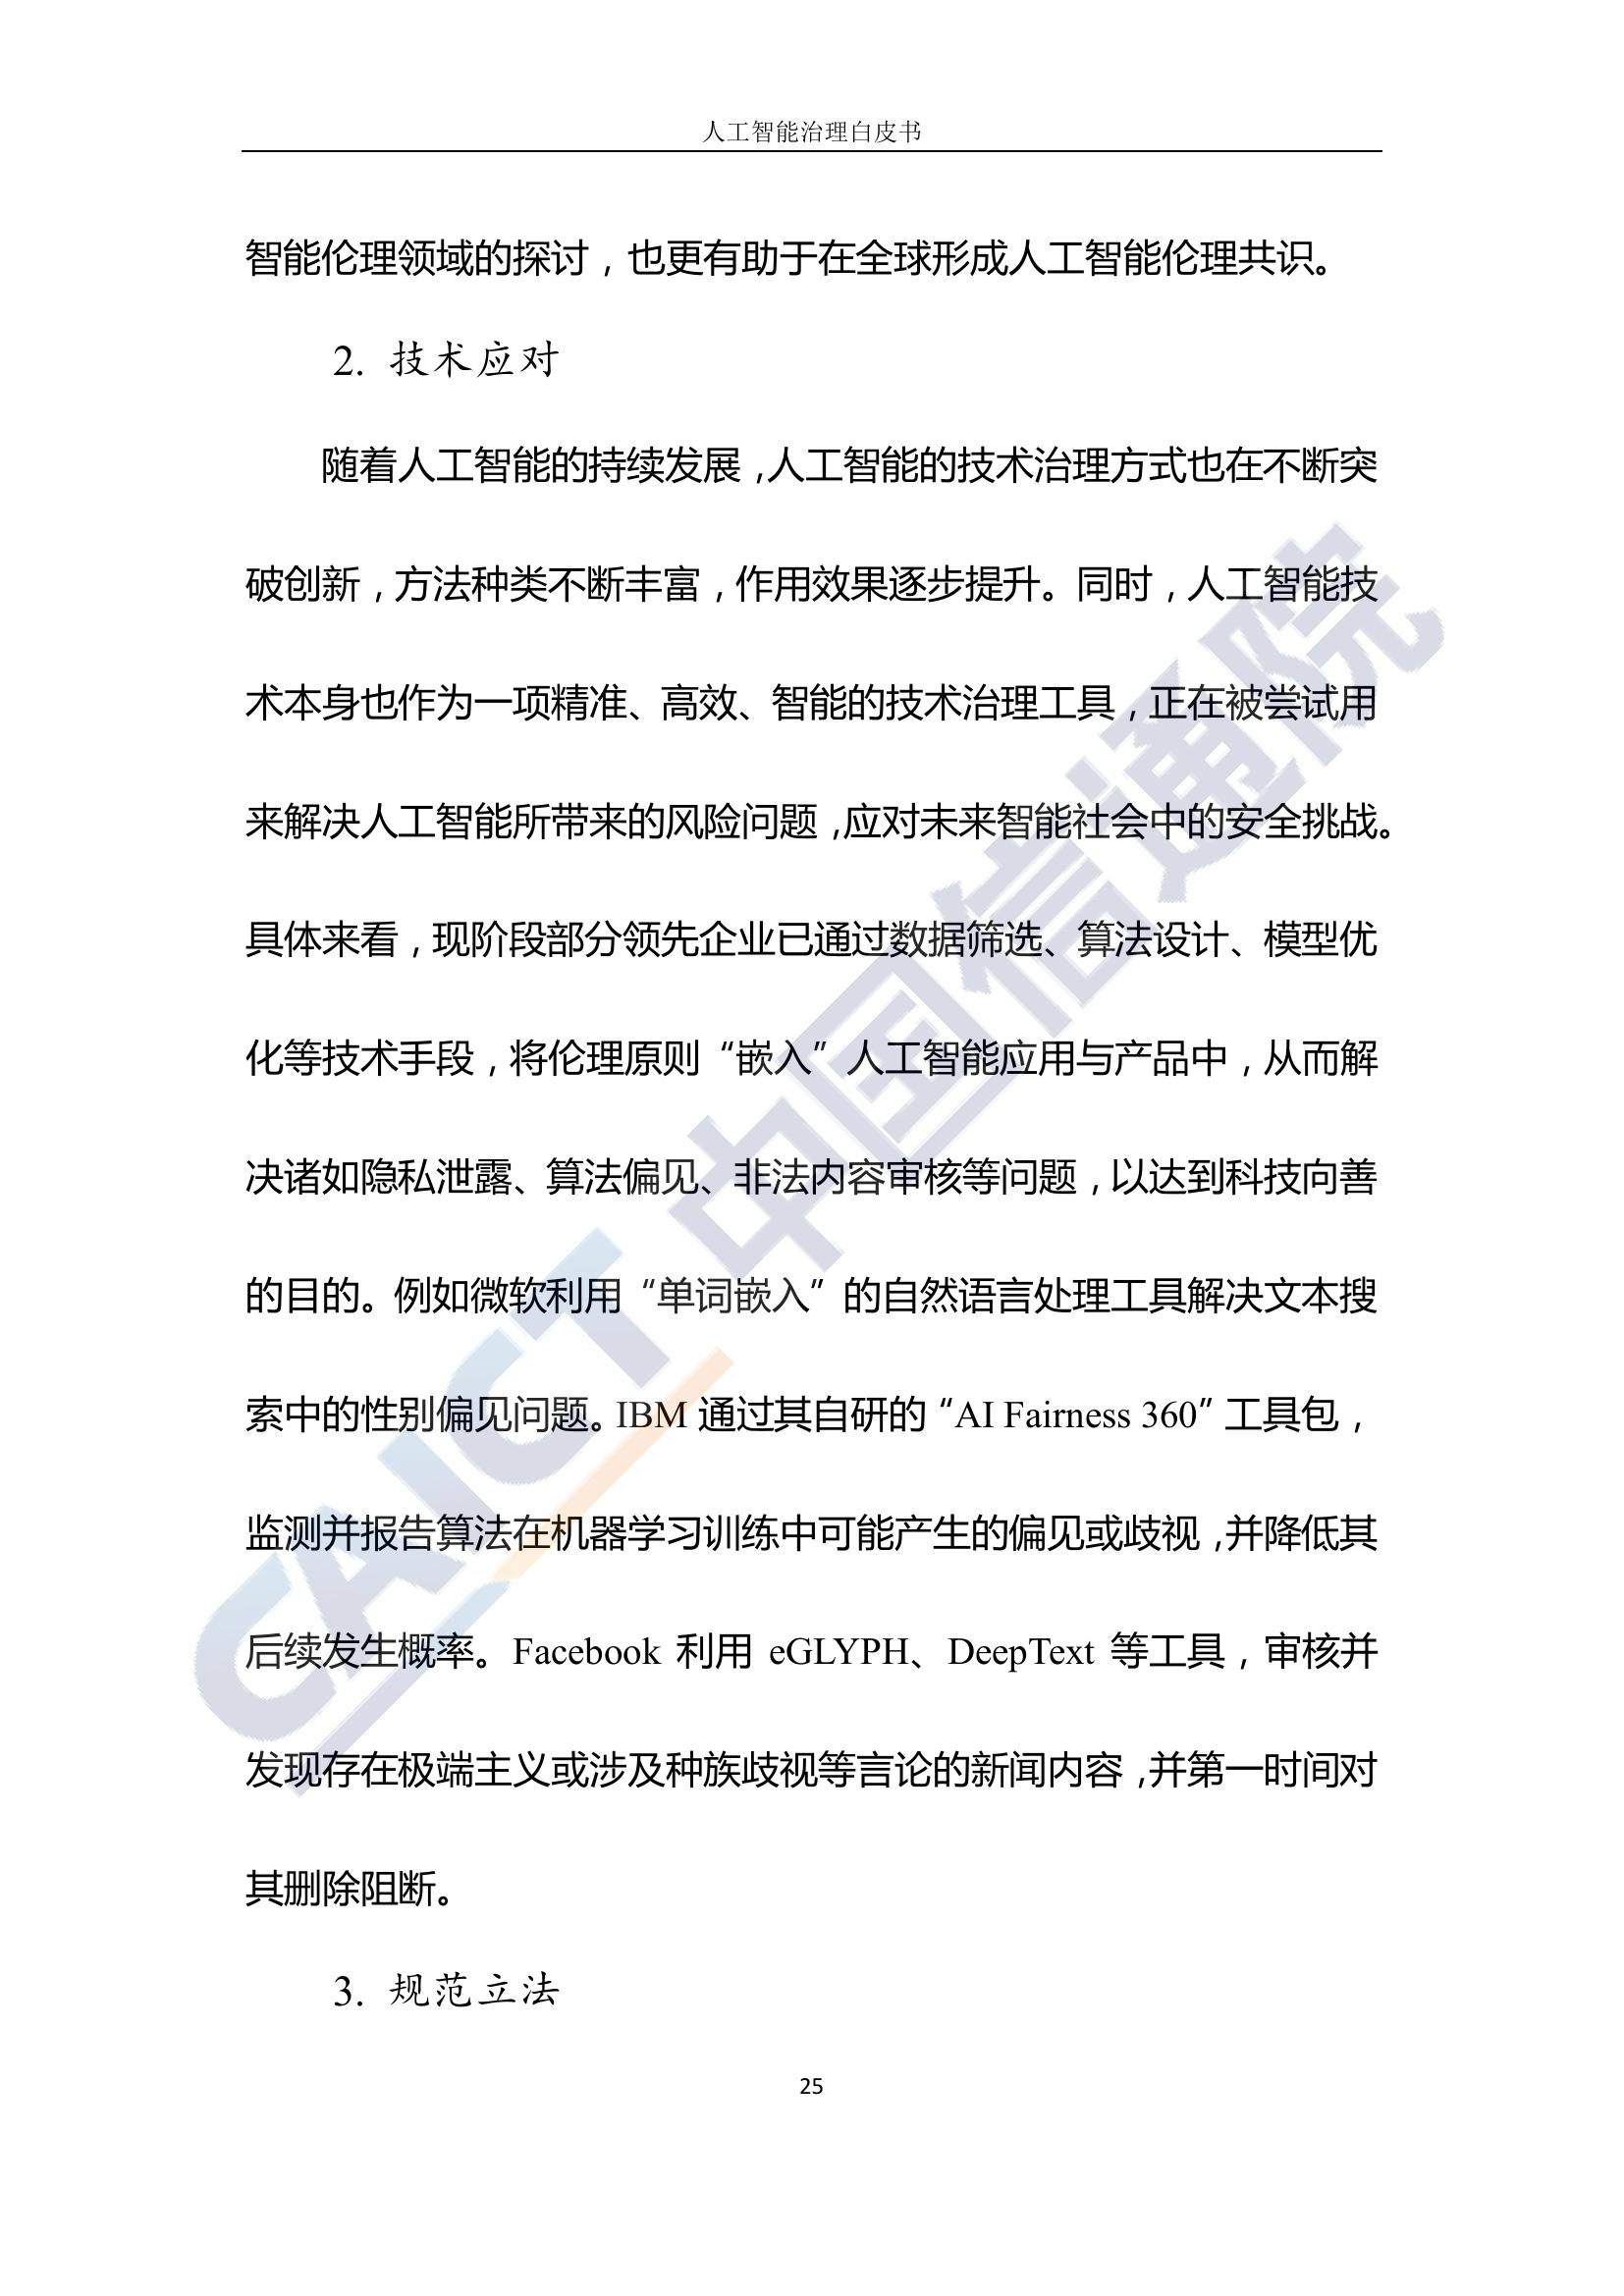 人工智能治理白皮书
智能伦理领域的探讨，也更有助于在全球形成人工智能伦理共识。
2. 技术应对
随着人工智能的持续发展，人工智能的技术治理方式也在不断突
破创新，方法种类不断丰富，作用效果逐步提升。同时，人工智能技
术本身也作为一项精准、高效、智能的技术治理工具，正在被尝试用
来解决人工智能所带来的风险问题，应对未来智能社会中的安全挑战。
具体来看，现阶段部分领先企业已通过数据筛选、算法设计、模型优
化等技术手段，将伦理原则“嵌入”人工智能应用与产品中，从而解
决诸如隐私泄露、算法偏见、非法内容审核等问题，以达到科技向善
的目的。例如微软利用“单词嵌入”的自然语言处理工具解决文本搜
索中的性别偏见问题。IBM 通过其自研的“AI Fairness 360”工具包，
监测并报告算法在机器学习训练中可能产生的偏见或歧视，并降低其
后续发生概率。Facebook 利用 eGLYPH、DeepText 等工具，审核并
发现存在极端主义或涉及种族歧视等言论的新闻内容，并第一时间对
其删除阻断。
3. 规范立法
25
CAICT 中国信通院